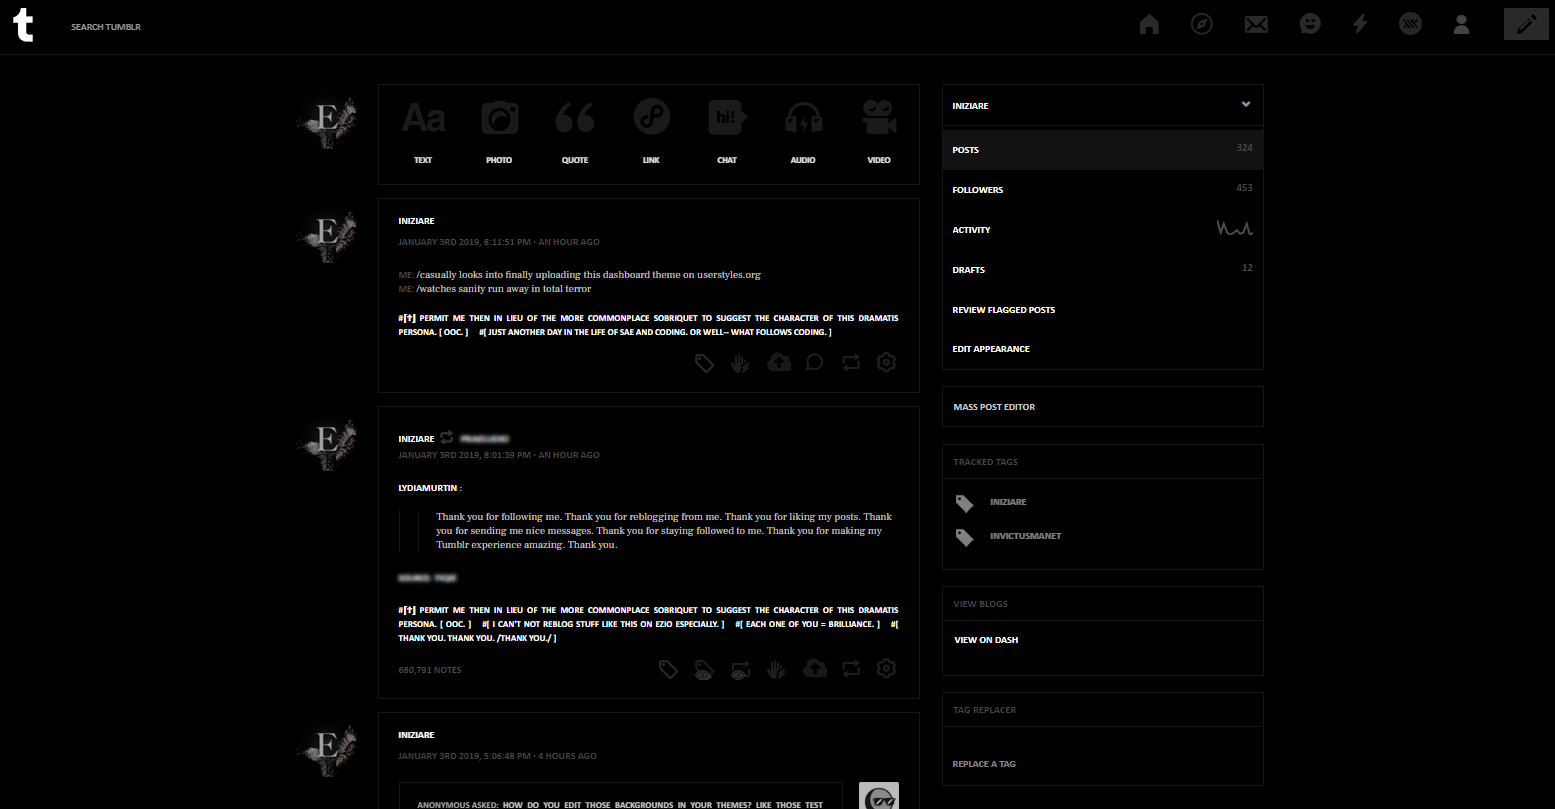 t
SEARCH TUMBLR
E
Aa
hi!
TEXT
PHOTO
QUOTE
LINK
CHAT
AUDIO
VIDEO
E
INIZIARE
JANUARY 3RD 2019, 8:11:51 PM · AN HOUR AGO
ME: /casually looks into finally uploading this dashboard theme on userstyles.org
ME: /watches sanity run away in total terror
#[†] PERMIT ME THEN IN LIEU OF THE MORE COMMONPLACE SOBRIQUET TO SUGGEST THE CHARACTER OF THIS DRAMATIS
PERSONA. [ OOC. ] #[ JUST ANOTHER DAY IN THE LIFE OF SAE AND CODING. OR WELL-- WHAT FOLLOWS CODING. ]
E
INIZIARE
JANUARY 3RD 2019, 8:01:39 PM · AN HOUR AGO
LYDIAMURTIN :
Thank you for following me. Thank you for reblogging from me. Thank you for liking my posts. Thank
you for sending me nice messages. Thank you for staying followed to me. Thank you for making my
Tumblr experience amazing. Thank you.
#[†] PERMIT ME THEN IN LIEU OF THE MORE COMMONPLACE SOBRIQUET TO SUGGEST THE CHARACTER OF THIS DRAMATIS
PERSONA. [ OOC. ] #[ I CAN'T NOT REBLOG STUFF LIKE THIS ON EZIO ESPECIALLY. ] #[ EACH ONE OF YOU = BRILLIANCE. ] #[
THANK YOU. THANK YOU. /THANK YOU./ ]
680,791 NOTES
E
INIZIARE
JANUARY 3RD 2019, 5:06:48 PM · 4 HOURS AGO
ANONYMOUS ASKED: HOW DO YOU EDIT THOSE BACKGROUNDS IN YOUR THEMES? LIKE THOSE TEST
INIZIARE
POSTS 324
FOLLOWERS 453
ACTIVITY
DRAFTS 12
REVIEW FLAGGED POSTS
EDIT APPEARANCE
MASS POST EDITOR
TRACKED TAGS
INIZIARE
INVICTUSMANET
VIEW BLOGS
VIEW ON DASH
TAG REPLACER
REPLACE A TAG